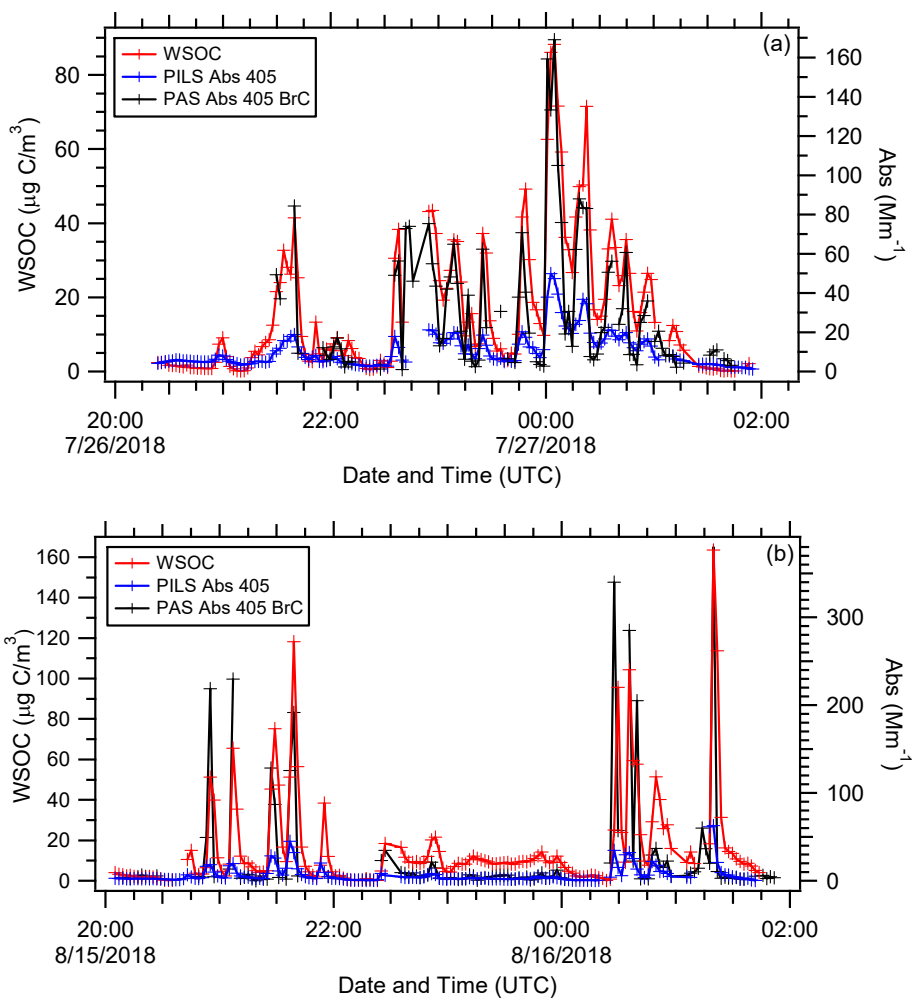 (a)
WSOC
PILS Abs 405
PAS Abs 405 BrC
WSOC (µg C/m³)
80
60
40
20
0
160
140
120
100
80
60
40
20
0
Abs (Mm⁻¹)
20:00
22:00
00:00
02:00
7/26/2018
7/27/2018
Date and Time (UTC)
(b)
WSOC
PILS Abs 405
PAS Abs 405 BrC
WSOC (µg C/m³)
160
140
120
100
80
60
40
20
0
300
200
100
0
Abs (Mm⁻¹)
20:00
22:00
00:00
02:00
8/15/2018
8/16/2018
Date and Time (UTC)